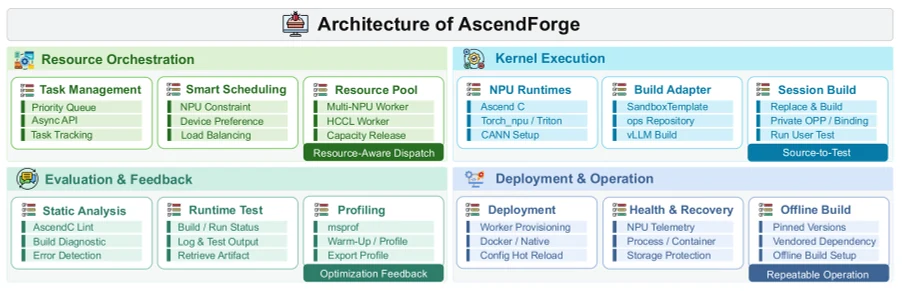 Architecture of AscendForge
Resource Orchestration
Task Management
Priority Queue
Async API
Task Tracking
Smart Scheduling
NPU Constraint
Device Preference
Load Balancing
Resource Pool
Multi-NPU Worker
HCCL Worker
Capacity Release
Resource-Aware Dispatch
Kernel Execution
NPU Runtimes
Ascend C
Torch_npu / Triton
CANN Setup
Build Adapter
SandboxTemplate
ops Repository
vLLM Build
Session Build
Replace & Build
Private OPP / Binding
Run User Test
Source-to-Test
Evaluation & Feedback
Static Analysis
AscendC Lint
Build Diagnostic
Error Detection
Runtime Test
Build / Run Status
Log & Test Output
Retrieve Artifact
Profiling
msprof
Warm-Up / Profile
Export Profile
Optimization Feedback
Deployment & Operation
Deployment
Worker Provisioning
Docker / Native
Config Hot Reload
Health & Recovery
NPU Telemetry
Process / Container
Storage Protection
Offline Build
Pinned Versions
Vendored Dependency
Offline Build Setup
Repeatable Operation